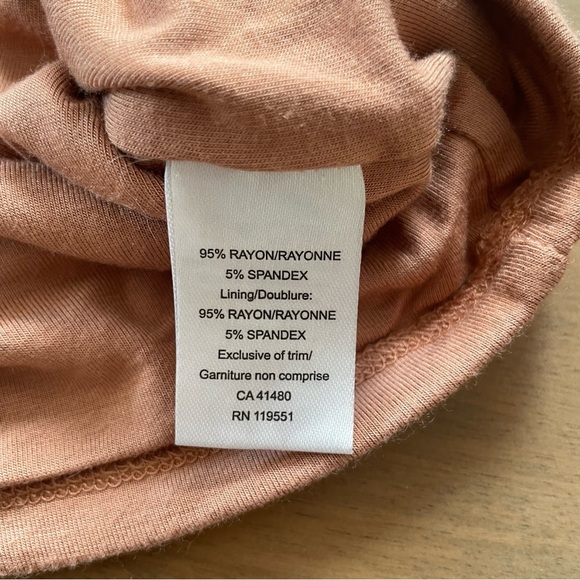 95% RAYON/RAYONNE
5% SPANDEX
Lining/Doublure:
95% RAYON/RAYONNE
5% SPANDEX
Exclusive of trim/
Garniture non comprise
CA 41480
RN 119551